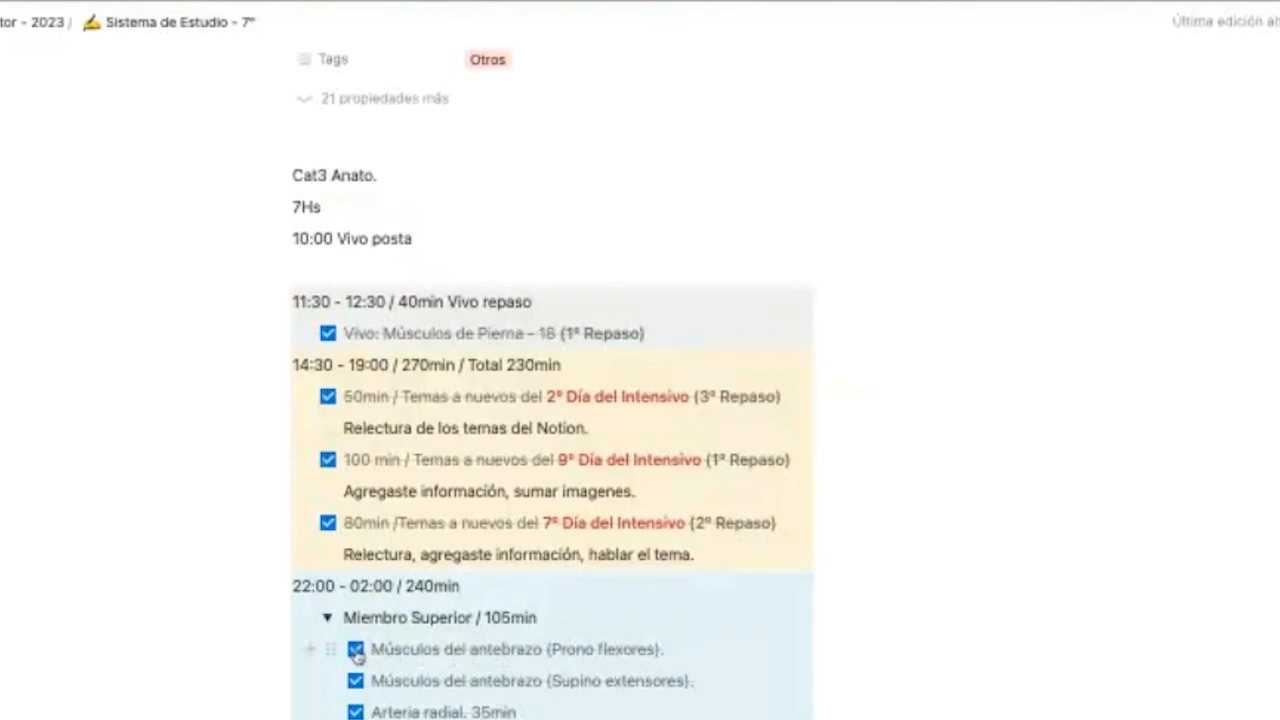 tor - 2023 / ✍️ Sistema de Estudio - 7°
Última edición
Tags
Otros
21 propiedades más
Cat3 Anato.
7Hs
10:00 Vivo posta
11:30 - 12:30 / 40min Vivo repaso
Vivo: Músculos de Pierna - 18 (1º Repaso)
14:30 - 19:00 / 270min / Total 230min
50min / Temas a nuevos del 2º Día del Intensivo (3º Repaso)
Relectura de los temas del Notion.
100 min / Temas a nuevos del 9º Día del Intensivo (1º Repaso)
Agregaste información, sumar imagenes.
80min /Temas a nuevos del 7º Día del Intensivo (2º Repaso)
Relectura, agregaste información, hablar el tema.
22:00 - 02:00 / 240min
Miembro Superior / 105min
Músculos del antebrazo (Prono flexores).
Músculos del antebrazo (Supino extensores).
Arteria radial. 35min